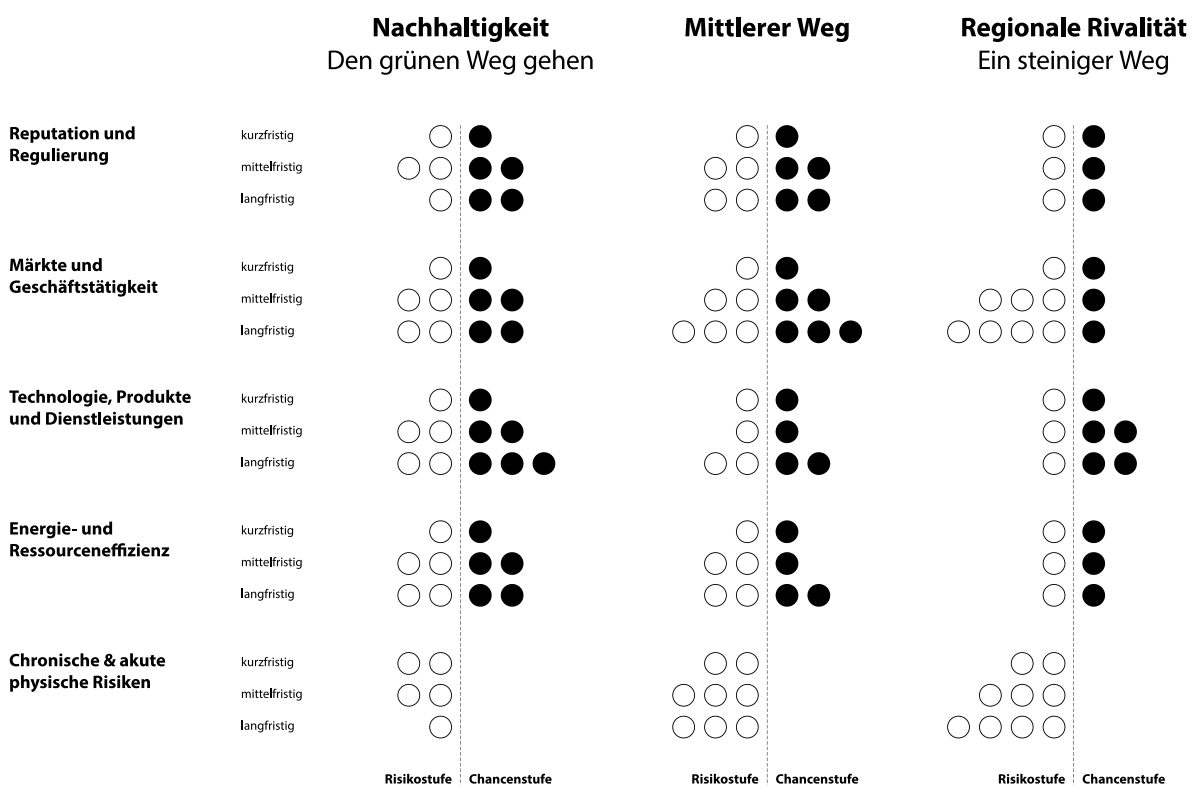 Nachhaltigkeit
Den grünen Weg gehen
Mittlerer Weg
Regionale Rivalität
Ein steiniger Weg
Reputation und
Regulierung
kurzfristig
mittelfristig
langfristig
Märkte und
Geschäftstätigkeit
kurzfristig
mittelfristig
langfristig
Technologie, Produkte
und Dienstleistungen
kurzfristig
mittelfristig
langfristig
Energie- und
Ressourceneffizienz
kurzfristig
mittelfristig
langfristig
Chronische & akute
physische Risiken
kurzfristig
mittelfristig
langfristig
Risikostufe Chancenstufe
Risikostufe Chancenstufe
Risikostufe Chancenstufe